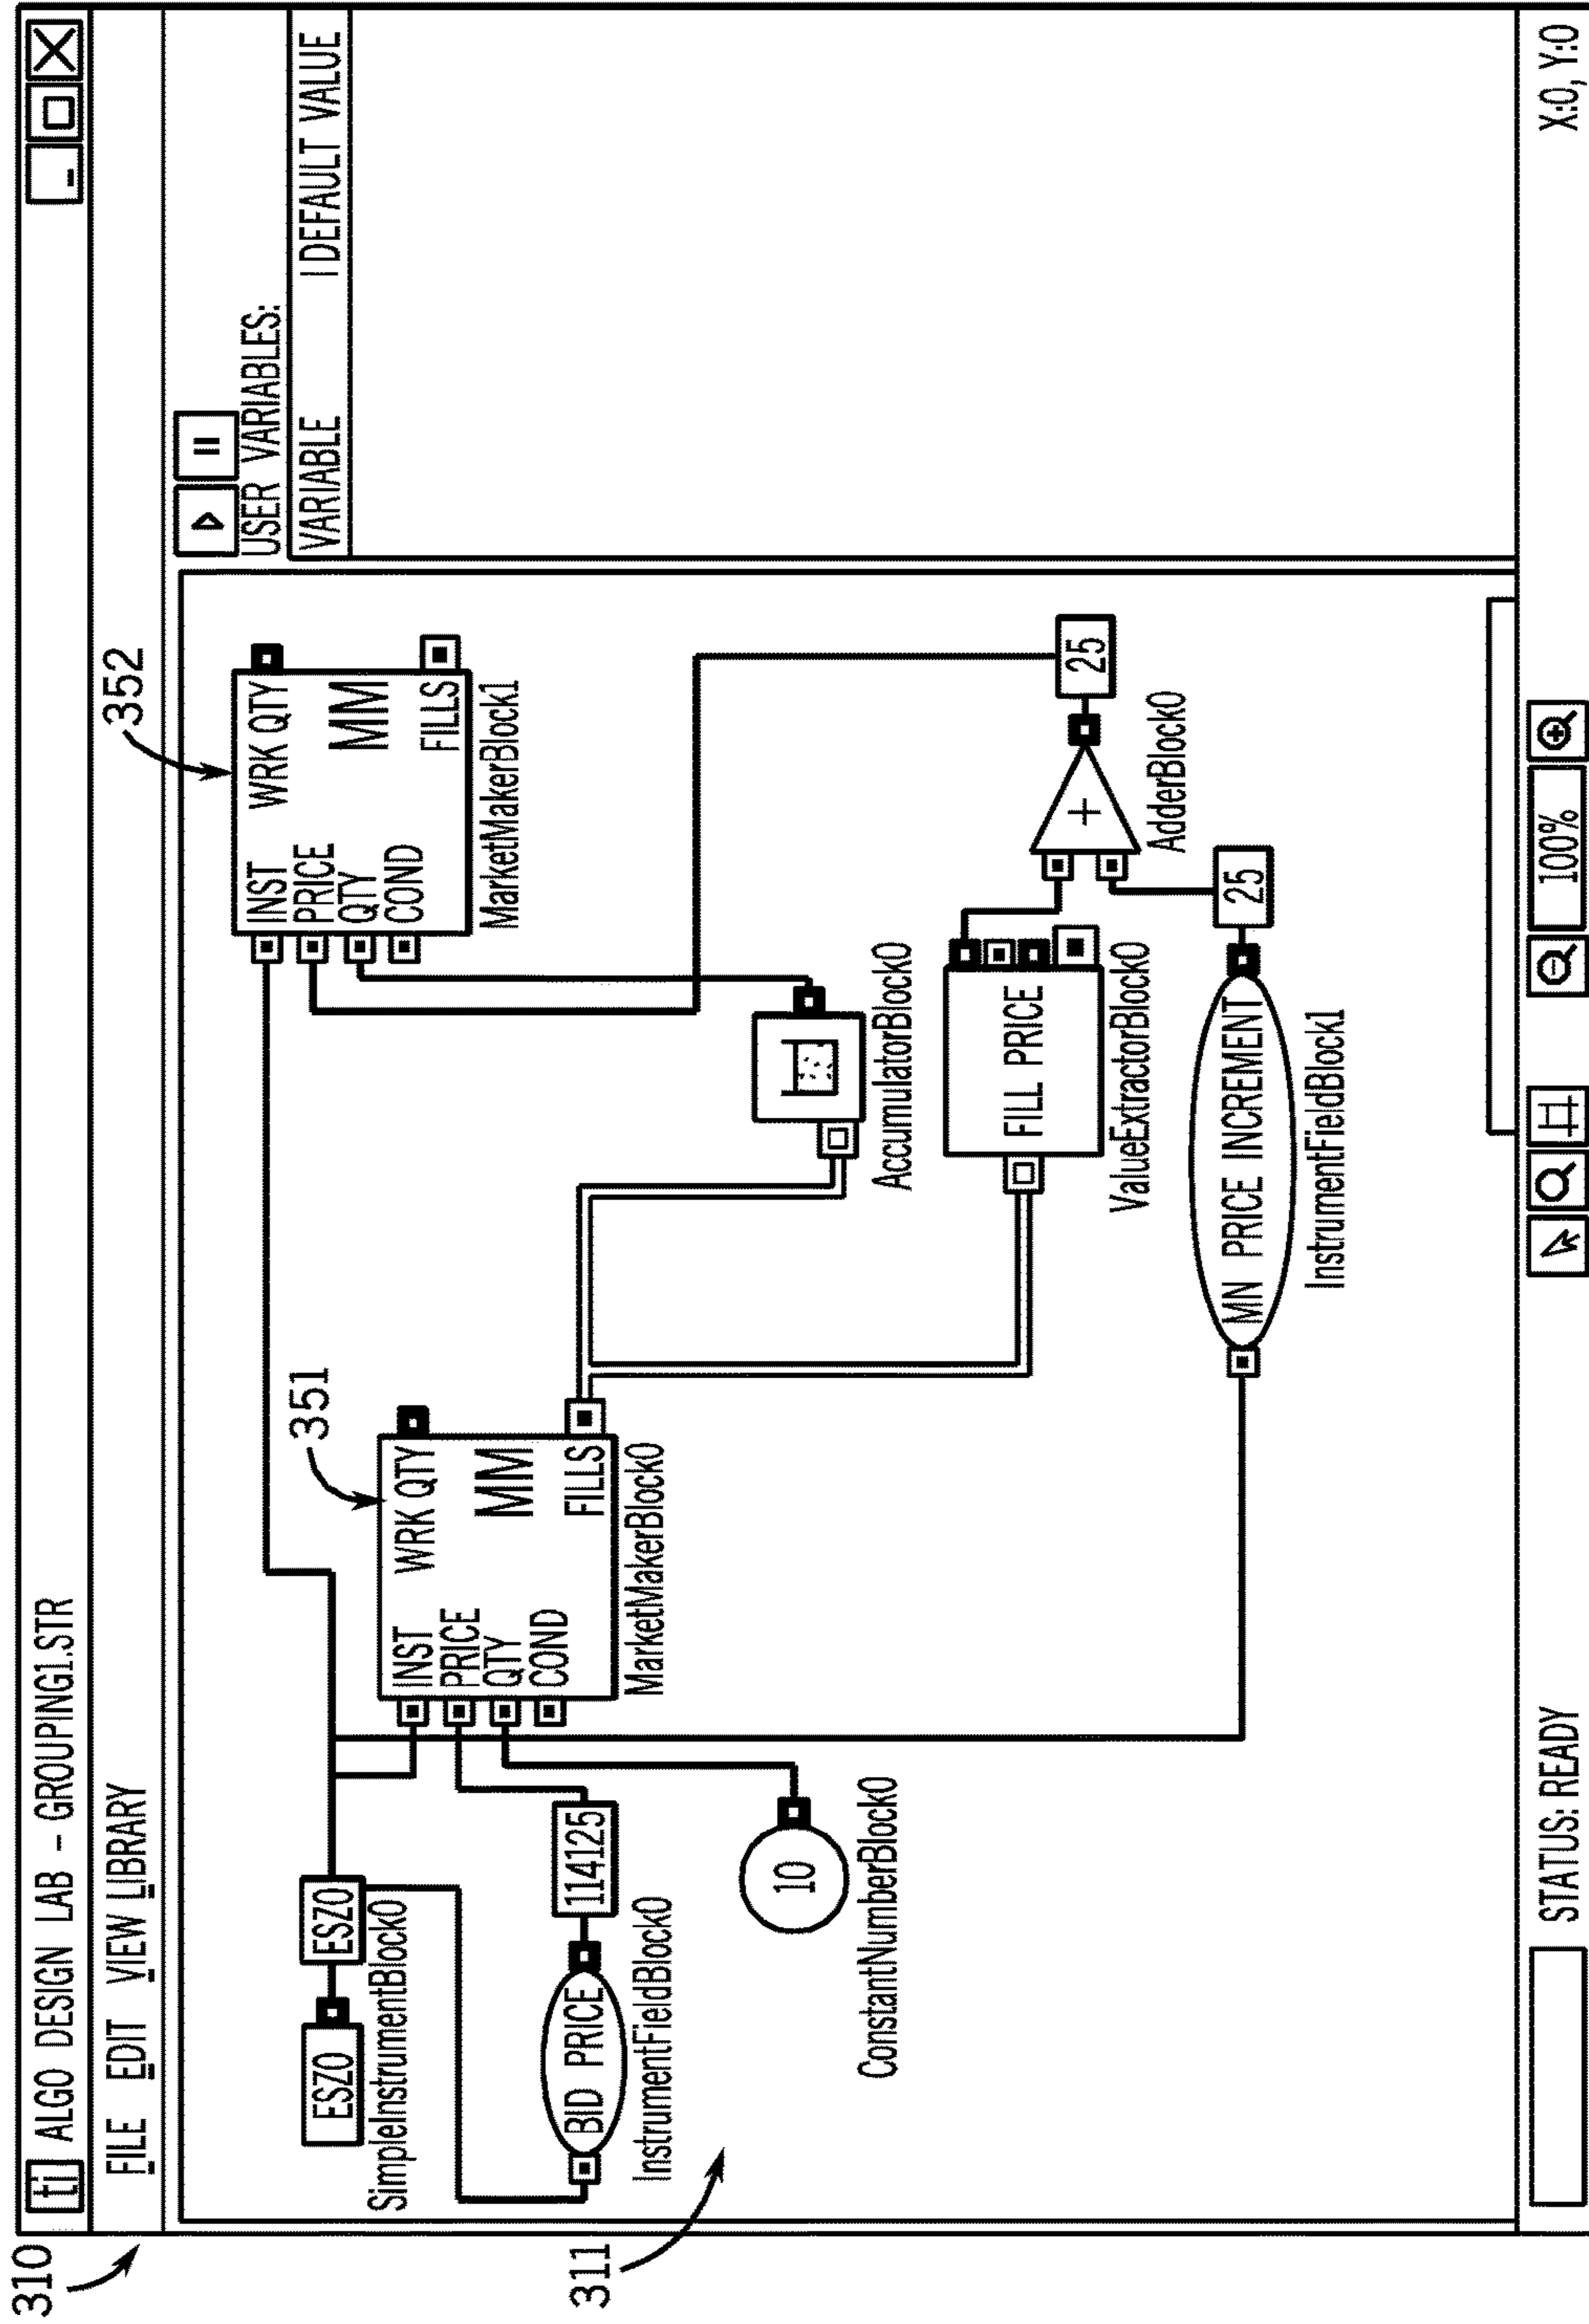 310
ti ALGO DESIGN LAB - GROUPING1.STR
FILE EDIT VIEW LIBRARY
352
USER VARIABLES:
VARIABLE | DEFAULT VALUE
351
311
ESZ0 ESZ0
SimpleInstrumentBlock0
BID PRICE 114125
InstrumentFieldBlock0
10
ConstantNumberBlock0
INST WRK QTY
PRICE
QTY MM
COND FILLS
MarketMakerBlock0
INST WRK QTY
PRICE
QTY MM
COND FILLS
MarketMakerBlock1
AccumulatorBlock0
FILL PRICE
ValueExtractorBlock0
+ 25
AdderBlock0
MN PRICE INCREMENT 25
InstrumentFieldBlock1
STATUS: READY 100% X:0, Y:0